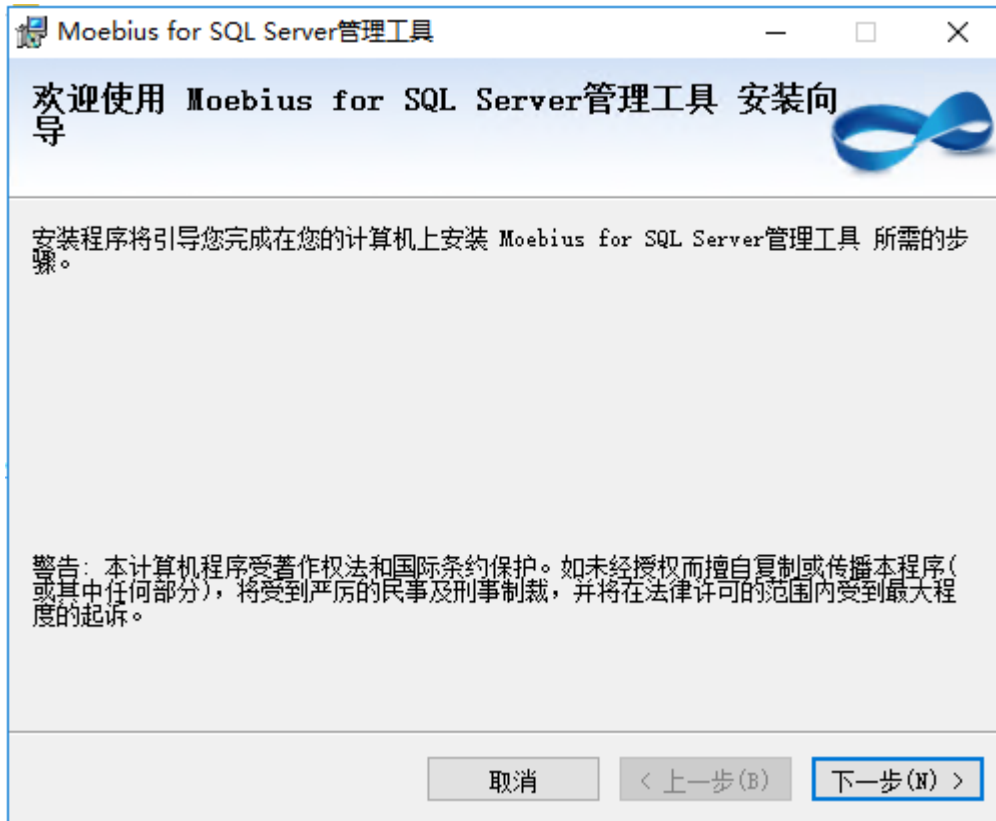 Moebius for SQL Server管理工具
欢迎使用 Moebius for SQL Server管理工具 安装向
导
安装程序将引导您完成在您的计算机上安装 Moebius for SQL Server管理工具 所需的步
骤。
警告: 本计算机程序受著作权法和国际条约保护。如未经授权而擅自复制或传播本程序(
或其中任何部分)，将受到严厉的民事及刑事制裁，并将在法律许可的范围内受到最大程
度的起诉。
取消
< 上一步(B)
下一步(N) >